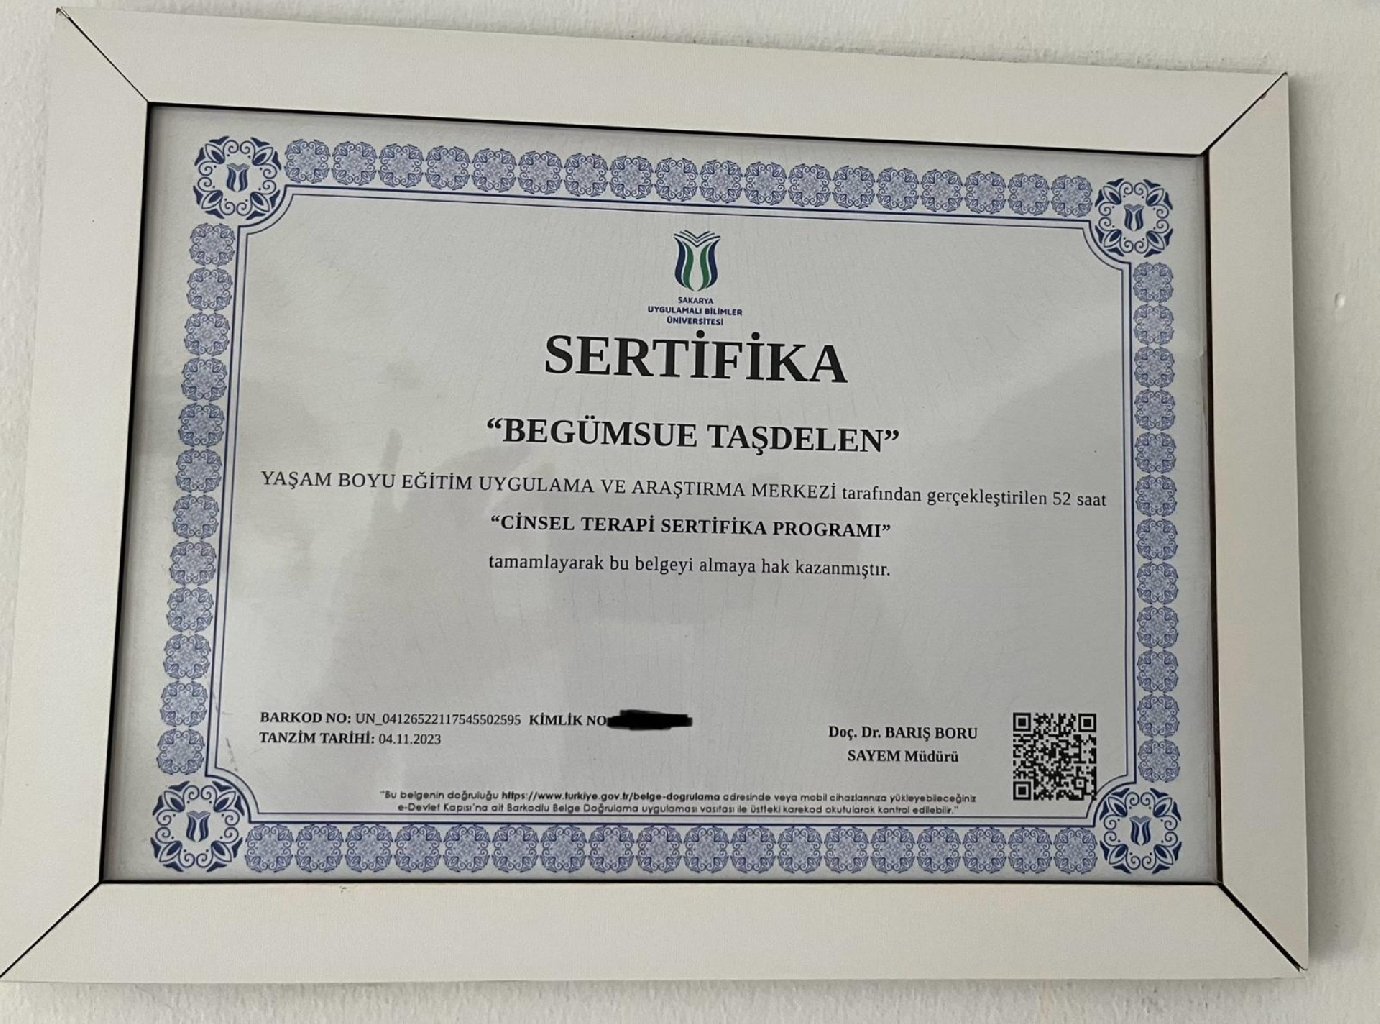 SAKARYA
UYGULAMALI BİLİMLER
ÜNİVERSİTESİ
SERTİFİKA
“BEGÜMSUE TAŞDELEN”
YAŞAM BOYU EĞİTİM UYGULAMA VE ARAŞTIRMA MERKEZİ tarafından gerçekleştirilen 52 saat
“CİNSEL TERAPİ SERTİFİKA PROGRAMI”
tamamlayarak bu belgeyi almaya hak kazanmıştır.
BARKOD NO: UN_04126522117545502595 KİMLİK NO
TANZİM TARİHİ: 04.11.2023
Doç. Dr. BARIŞ BORU
SAYEM Müdürü
"Bu belgenin doğruluğu https://www.turkiye.gov.tr/belge-dogrulama adresinde veya mobil cihazlarınıza yükleyebileceğiniz
e-Devlet Kapısı'na ait Barkodlu Belge Doğrulama uygulaması vasıtası ile üstteki karekod okutularak kontrol edilebilir."